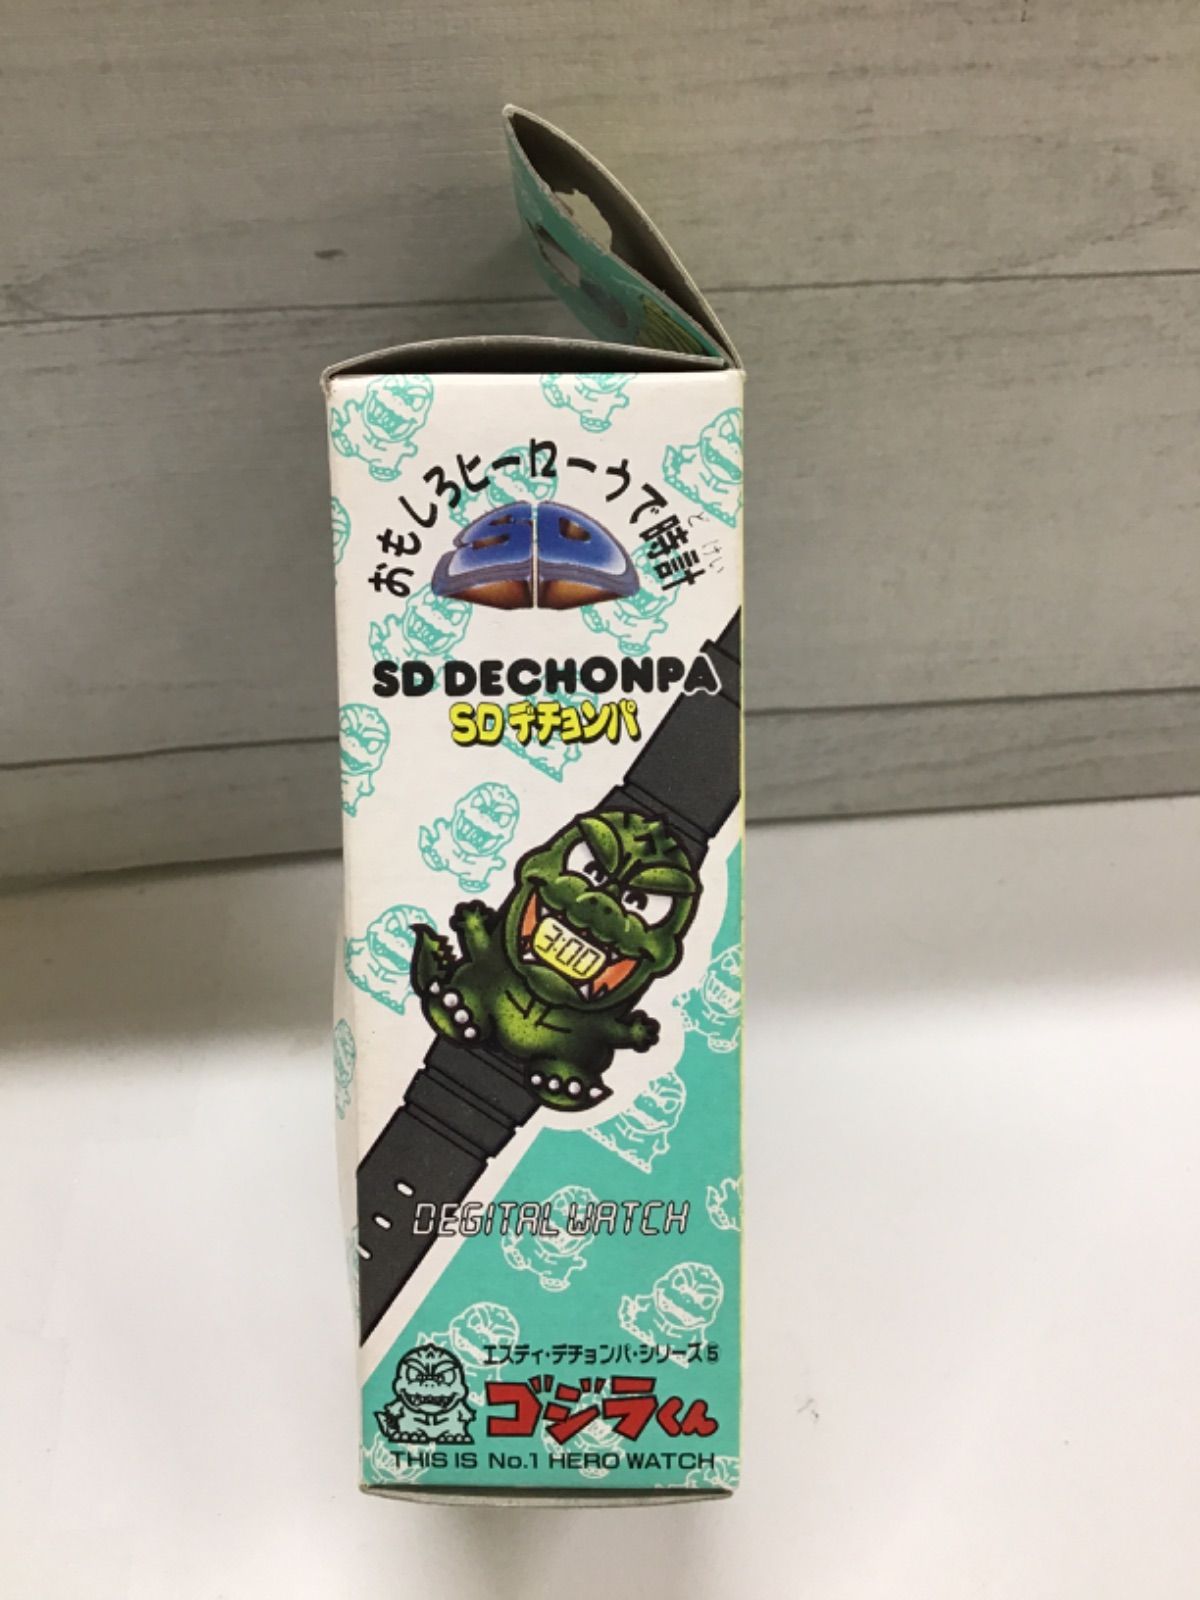 おもしろヒーローウで時計
とけい
SD
SD DECHONPA
SDデチョンパ
3:00
DEGITAL WATCH
エスディ・デチョンパ・シリーズ5
ゴジラくん
THIS IS No.1 HERO WATCH